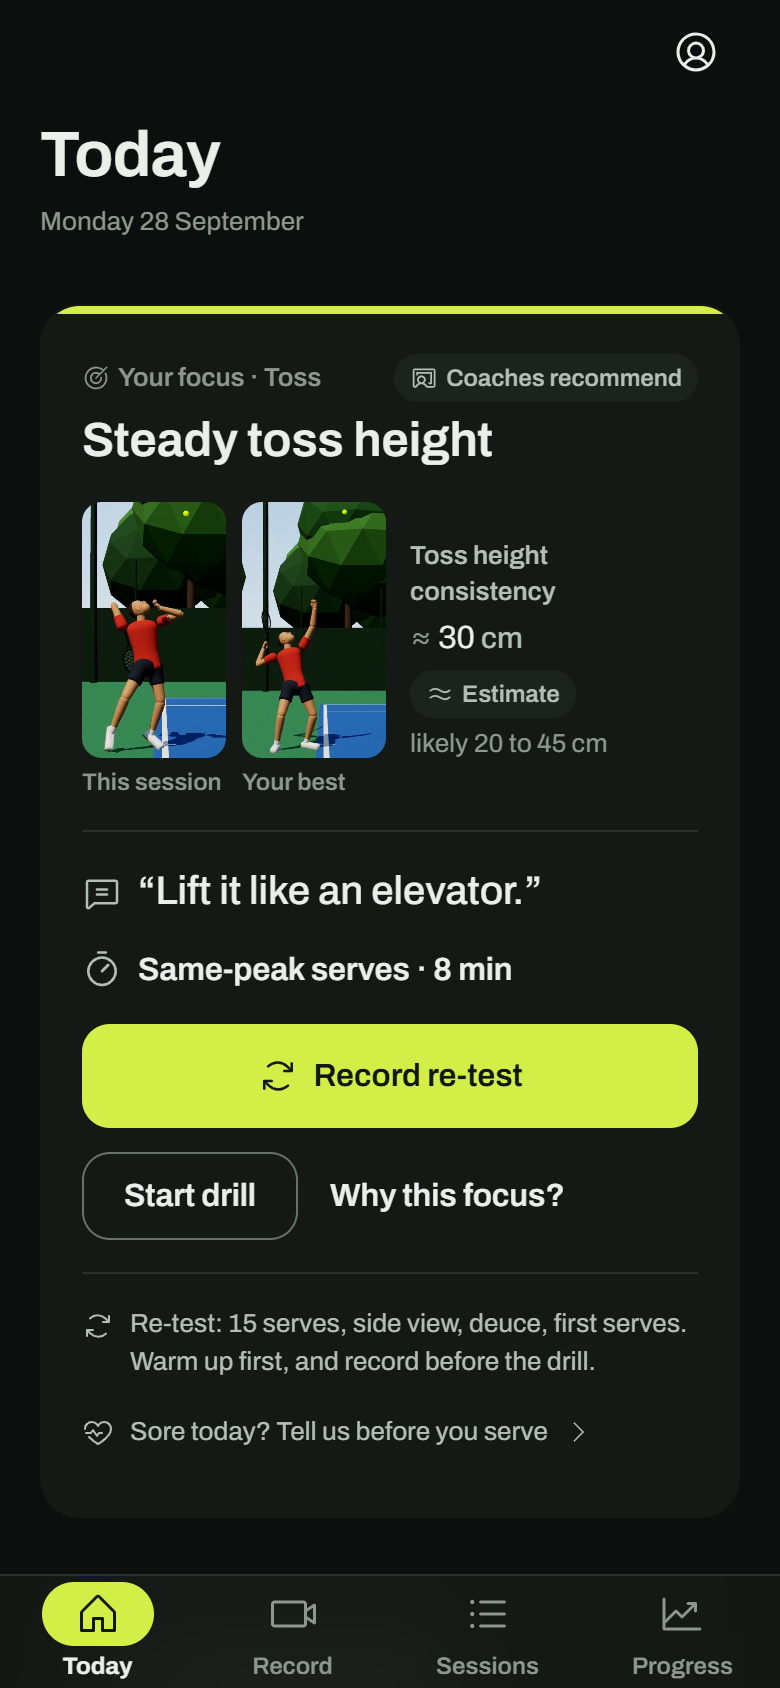 Today
Monday 28 September
Your focus · Toss
Coaches recommend
Steady toss height
Toss height
consistency
≈ 30 cm
Estimate
likely 20 to 45 cm
This session
Your best
“Lift it like an elevator.”
Same-peak serves · 8 min
Record re-test
Start drill
Why this focus?
Re-test: 15 serves, side view, deuce, first serves.
Warm up first, and record before the drill.
Sore today? Tell us before you serve
Today
Record
Sessions
Progress